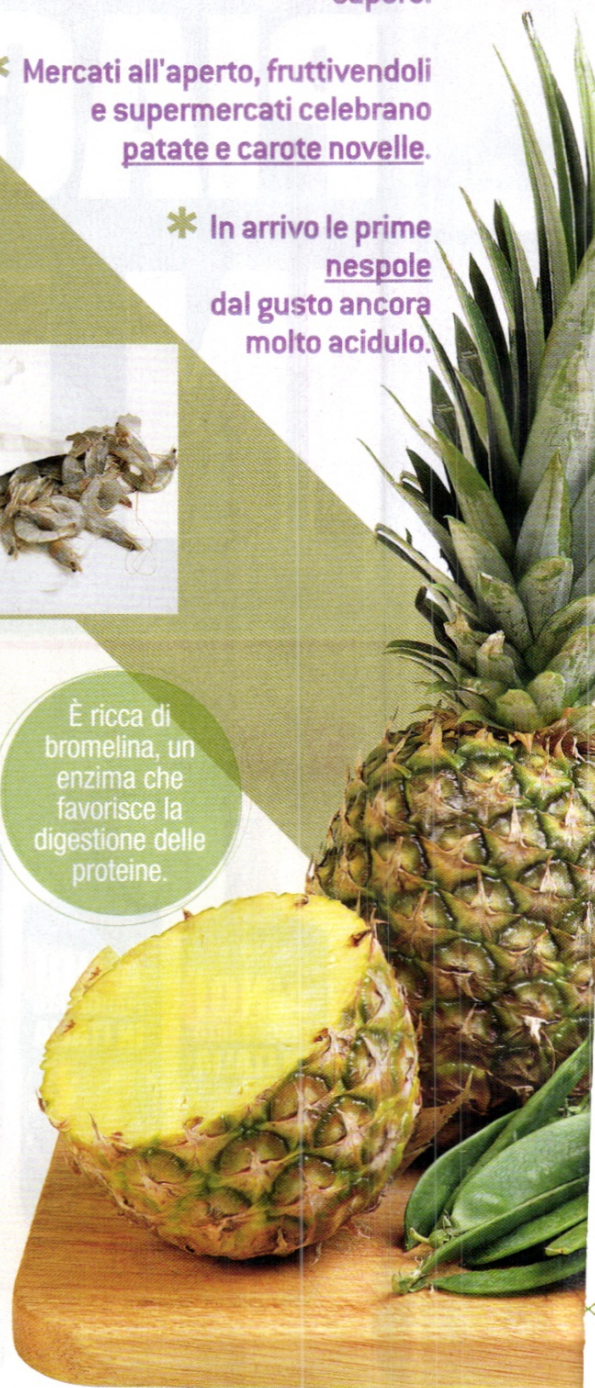 * Mercati all'aperto, fruttivendoli
e supermercati celebrano
patate e carote novelle.
* In arrivo le prime
nespole
dal gusto ancora
molto acidulo.
È ricca di
bromelina, un
enzima che
favorisce la
digestione delle
proteine.